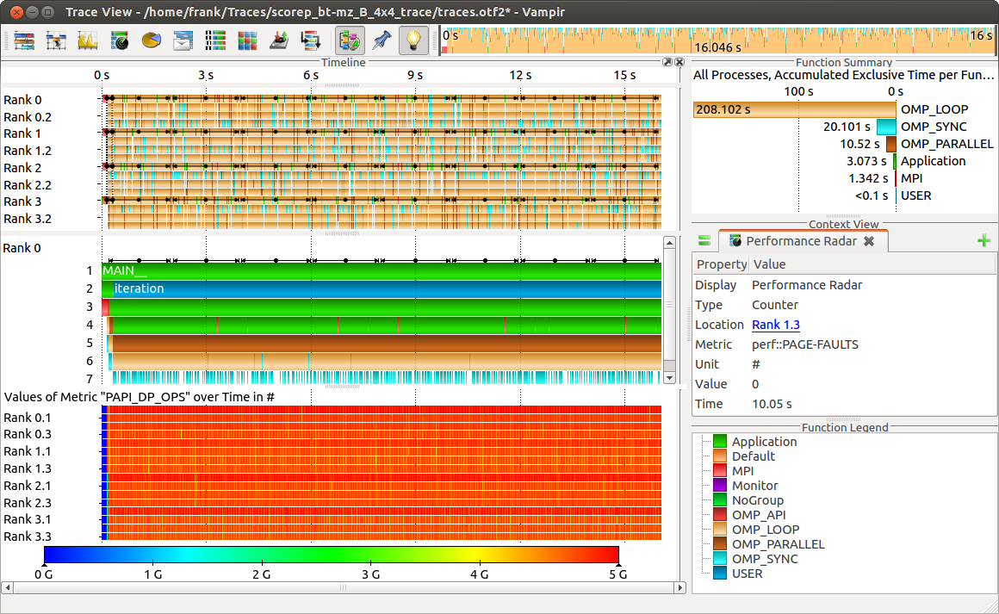 Trace View - /home/frank/Traces/scorep_bt-mz_B_4x4_trace/traces.otf2* - Vampir
0 s
16.046 s
16 s
Timeline
0 s
3 s
6 s
9 s
12 s
15 s
Rank 0
Rank 0.2
Rank 1
Rank 1.2
Rank 2
Rank 2.2
Rank 3
Rank 3.2
Rank 0
1
MAIN__
2
iteration
3
4
5
6
7
Values of Metric "PAPI_DP_OPS" over Time in #
Rank 0.1
Rank 0.3
Rank 1.1
Rank 1.3
Rank 2.1
Rank 2.3
Rank 3.1
Rank 3.3
0 G
1 G
2 G
3 G
4 G
5 G
Function Summary
All Processes, Accumulated Exclusive Time per Fun...
100 s
0 s
208.102 s
OMP_LOOP
20.101 s
OMP_SYNC
10.52 s
OMP_PARALLEL
3.073 s
Application
1.342 s
MPI
<0.1 s
USER
Context View
Performance Radar
Property Value
Display Performance Radar
Type Counter
Location Rank 1.3
Metric perf::PAGE-FAULTS
Unit #
Value 0
Time 10.05 s
Function Legend
Application
Default
MPI
Monitor
NoGroup
OMP_API
OMP_LOOP
OMP_PARALLEL
OMP_SYNC
USER